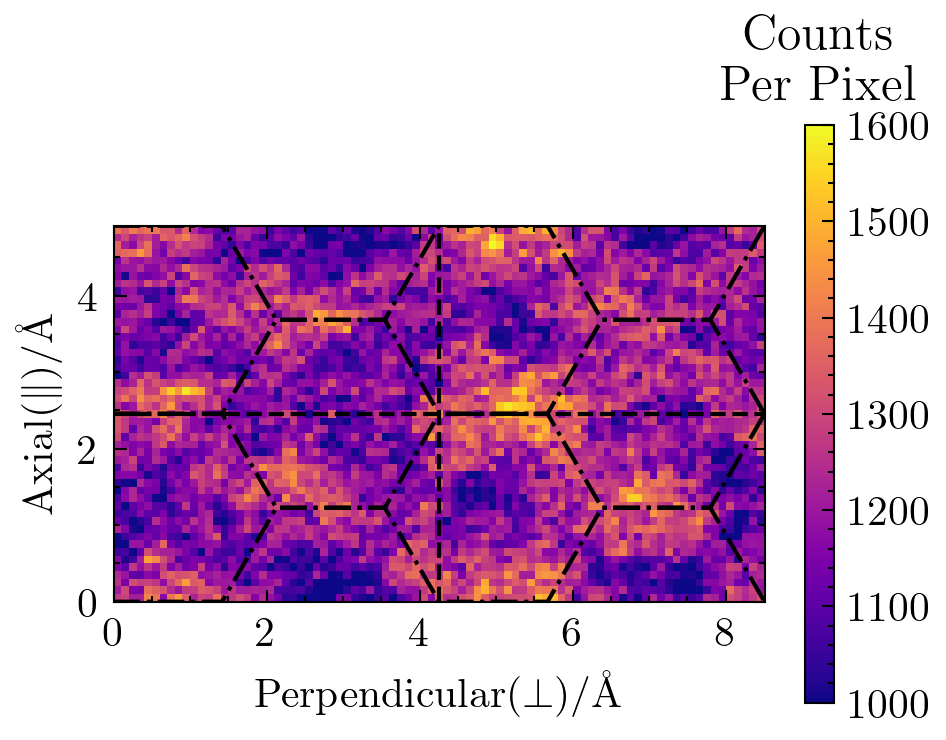 Counts
Per Pixel
1600
1500
1400
1300
1200
1100
1000
Axial(∥)/Å
4
2
0
0 2 4 6 8
Perpendicular(⊥)/Å